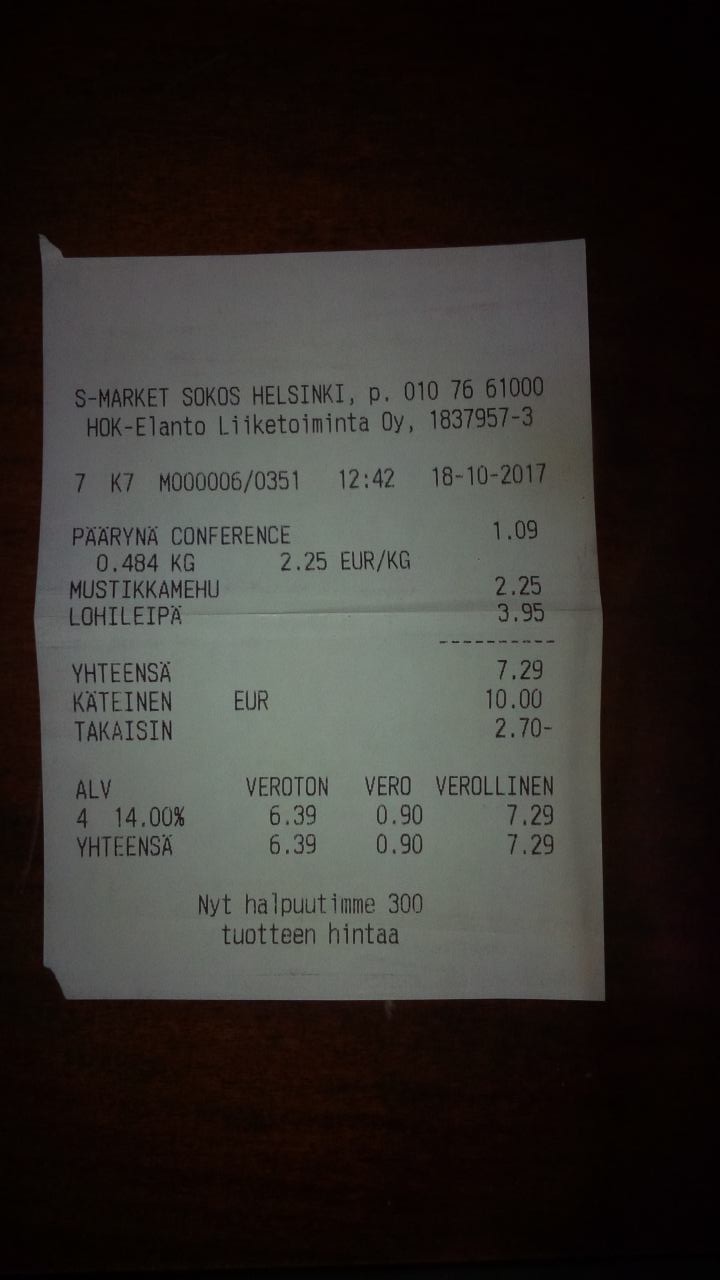 S-MARKET SOKOS HELSINKI, p. 010 76 61000
HOK-Elanto Liiketoiminta Oy, 1837957-3
7 K7 M000006/0351 12:42 18-10-2017
PÄÄRYNÄ CONFERENCE 1.09
0.484 KG 2.25 EUR/KG
MUSTIKKAMEHU 2.25
LOHILEIPÄ 3.95
----------
YHTEENSÄ 7.29
KÄTEINEN EUR 10.00
TAKAISIN 2.70-
ALV VEROTON VERO VEROLLINEN
4 14.00% 6.39 0.90 7.29
YHTEENSÄ 6.39 0.90 7.29
Nyt halpuutimme 300
tuotteen hintaa